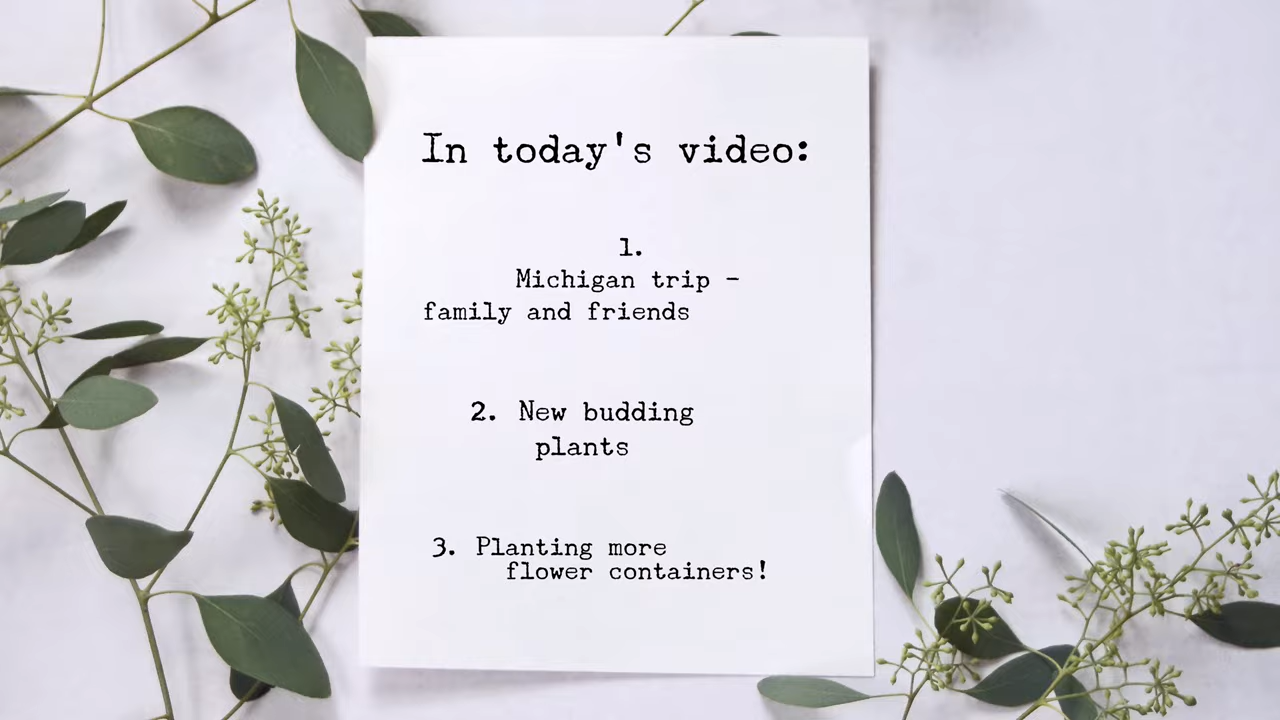 In today's video:
1.
Michigan trip -
family and friends
2. New budding
plants
3. Planting more
flower containers!